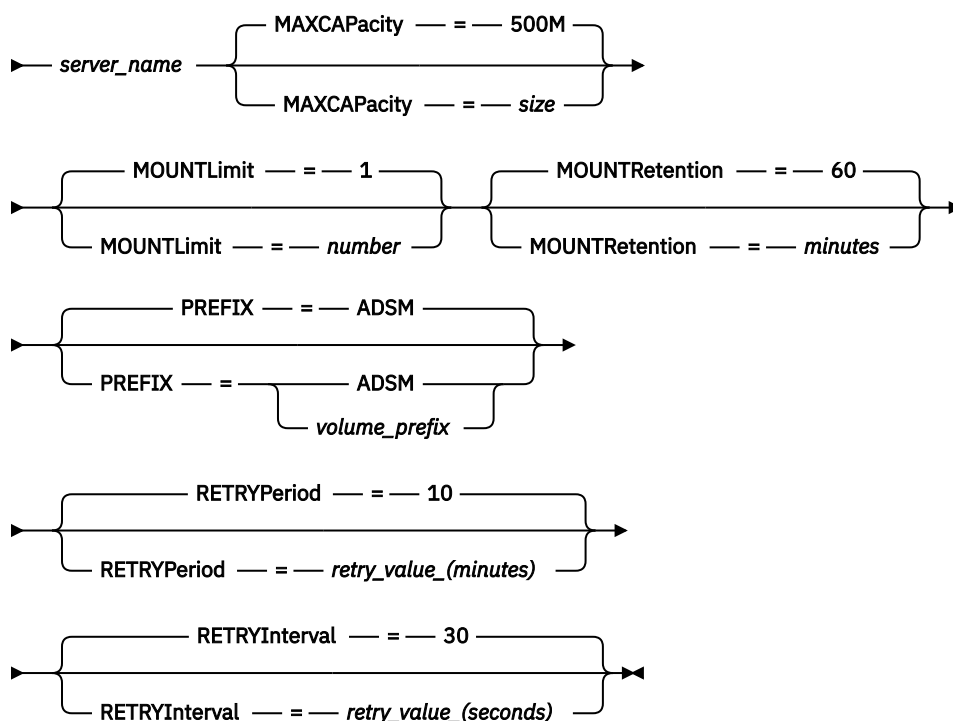 MAXCAPacity = 500M
server_name
MAXCAPacity = size
MOUNTLimit = 1 MOUNTRetention = 60
MOUNTLimit = number MOUNTRetention = minutes
PREFIX = ADSM
PREFIX = ADSM
volume_prefix
RETRYPeriod = 10
RETRYPeriod = retry_value_(minutes)
RETRYInterval = 30
RETRYInterval = retry_value_(seconds)